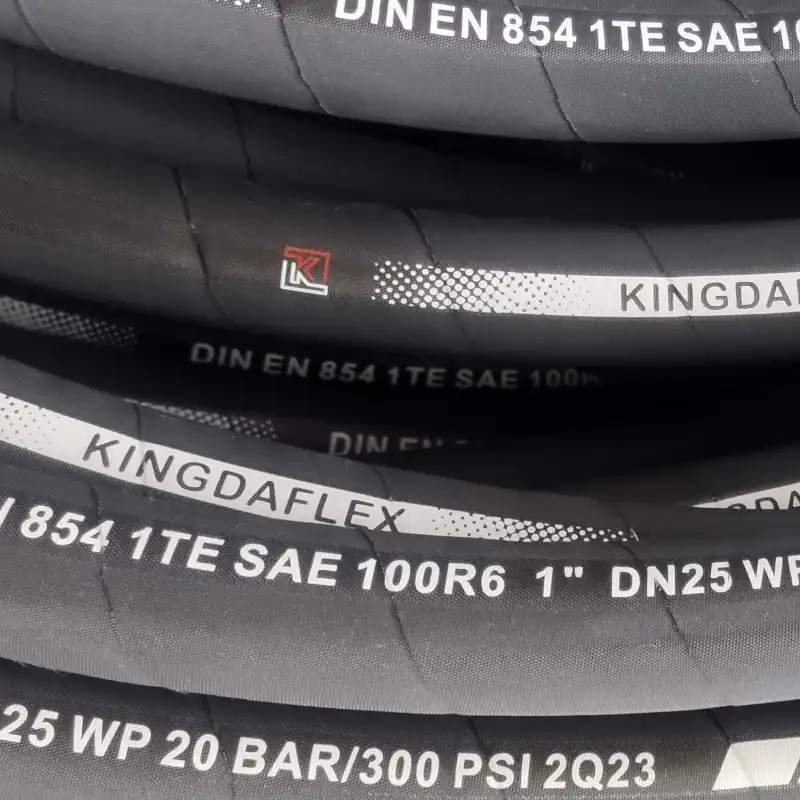 DIN EN 854 1TE SAE
KINGDAF
DIN EN 854 1TE SAE 100
DIN EN
KINGDAFLEX
854 1TE SAE 100R6 1" DN25 WP
25 WP 20 BAR/300 PSI 2Q23